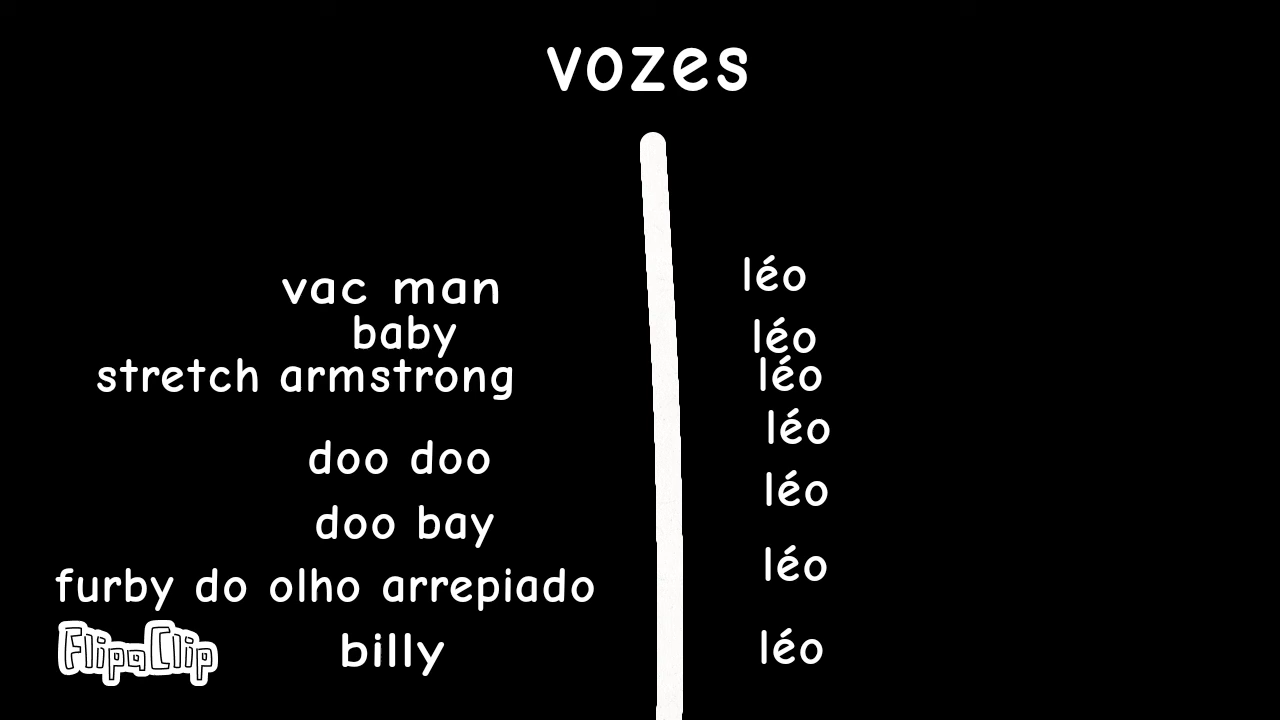 vozes
vac man léo
baby léo
stretch armstrong léo
doo doo léo
doo bay léo
furby do olho arrepiado léo
billy léo
FlipaClip